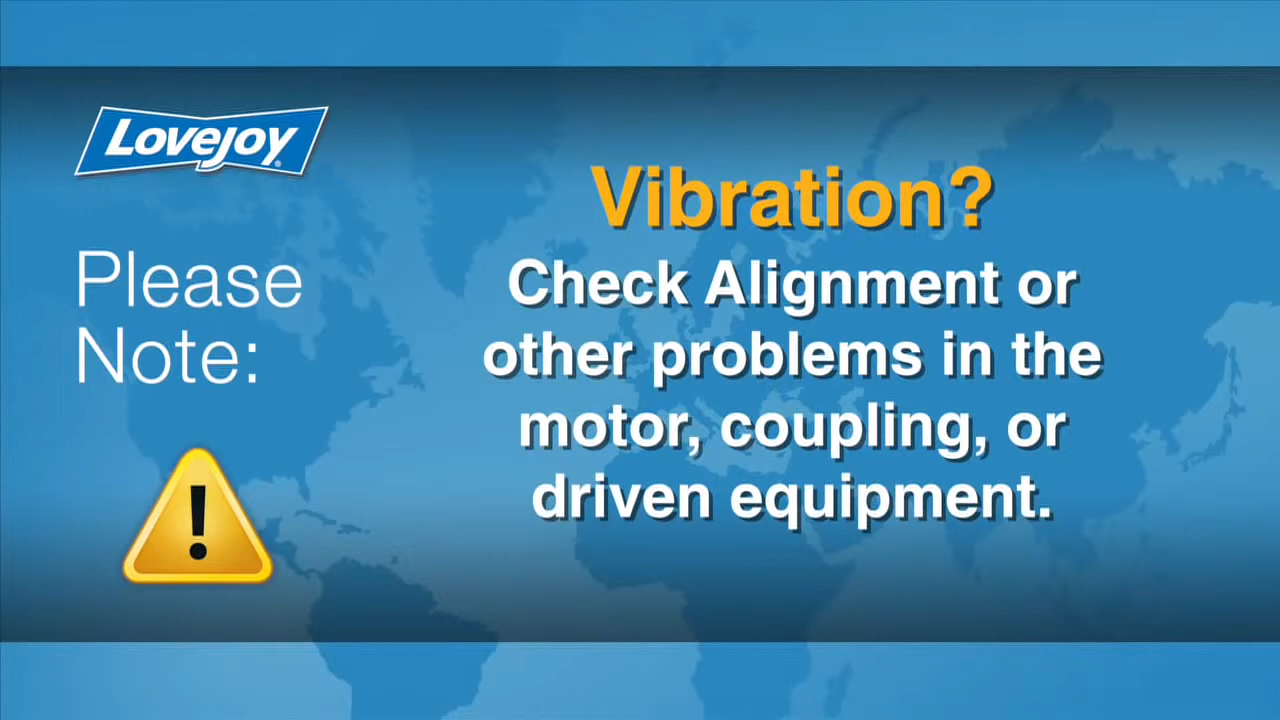 Lovejoy®
Please
Note:
!
Vibration?
Check Alignment or
other problems in the
motor, coupling, or
driven equipment.